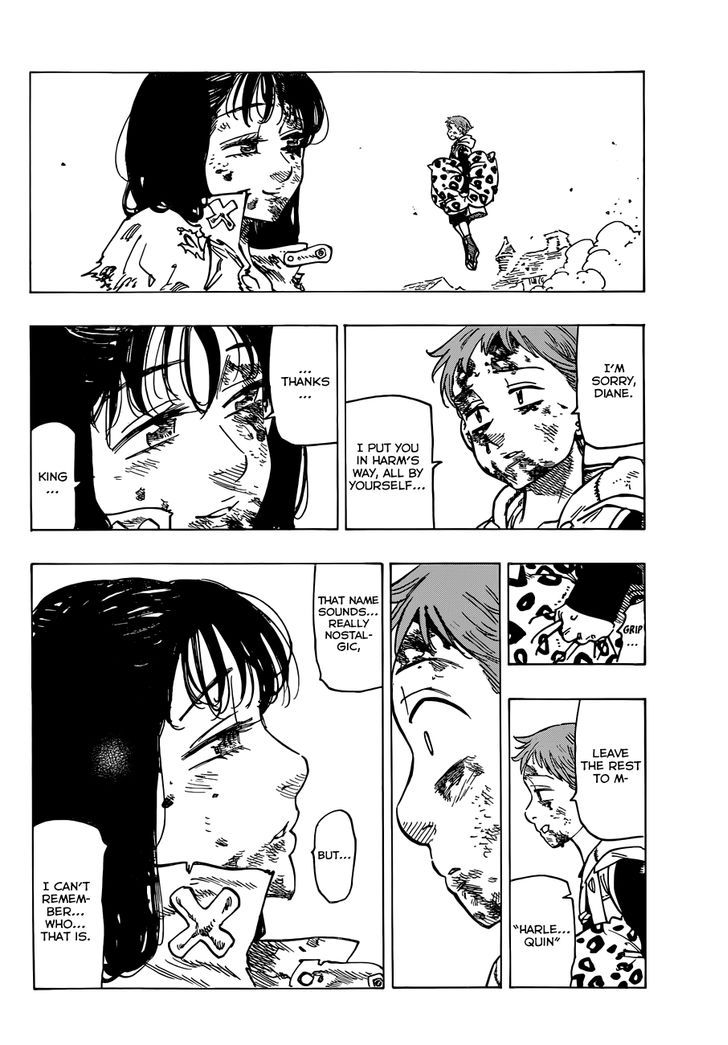 I'M
SORRY,
DIANE.
I PUT YOU
IN HARM'S
WAY, ALL BY
YOURSELF...
...
THANKS
...
KING
...
GRIP
...
LEAVE
THE REST
TO M-
"HARLE...
QUIN"
THAT NAME
SOUNDS...
REALLY
NOSTAL-
GIC,
BUT...
I CAN'T
REMEM-
BER...
WHO...
THAT IS.